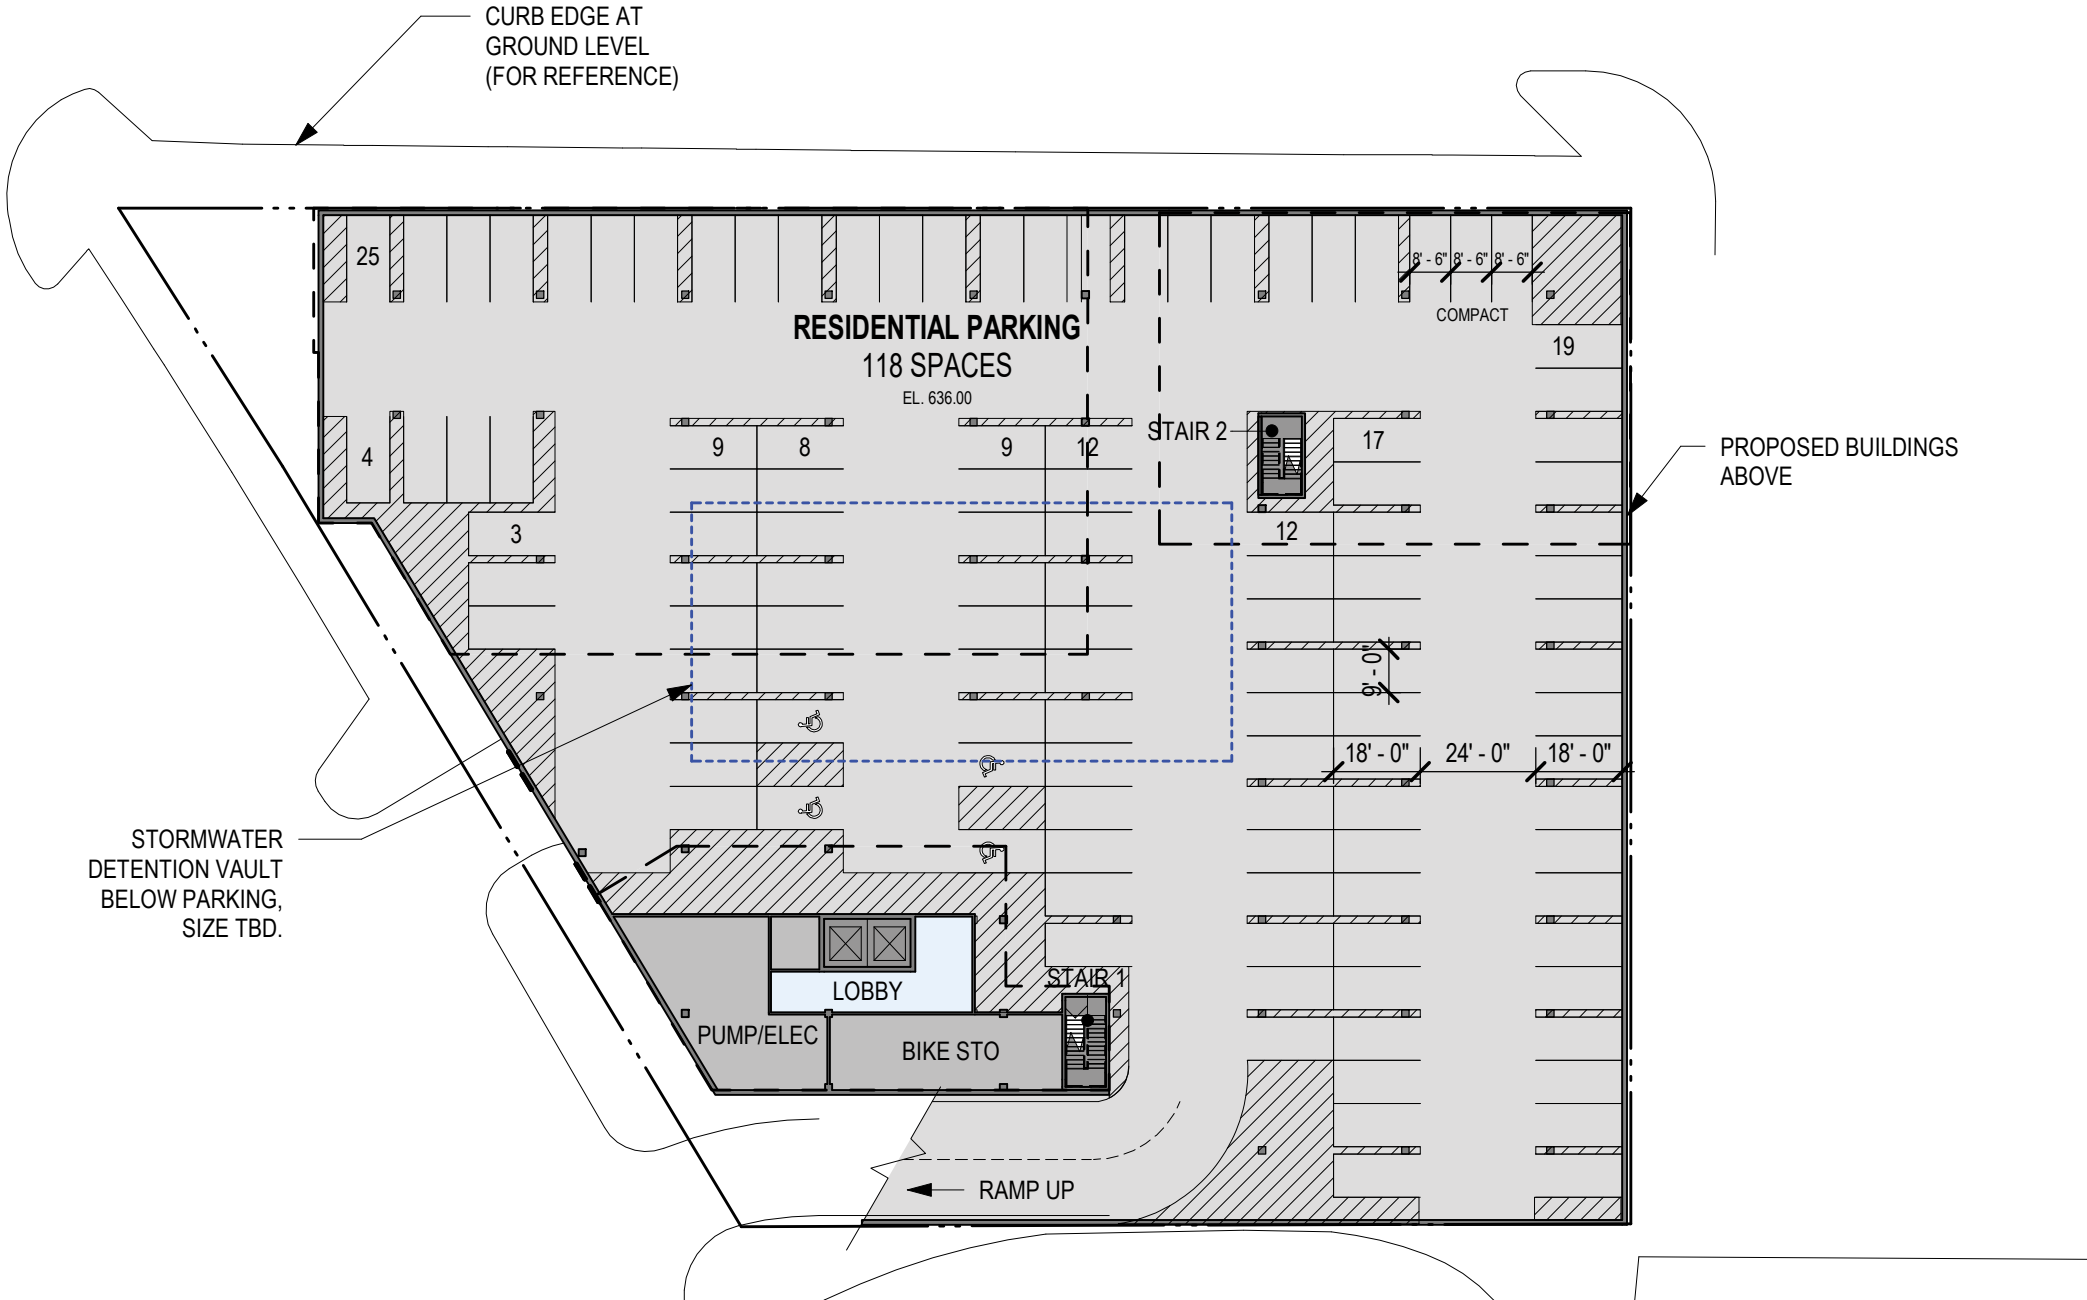 CURB EDGE AT
GROUND LEVEL
(FOR REFERENCE)
25
8' - 6" 8' - 6" 8' - 6"
COMPACT
RESIDENTIAL PARKING
118 SPACES
EL. 636.00
19
4
9
8
9
12
STAIR 2
17
PROPOSED BUILDINGS
ABOVE
3
12
9' - 0"
18' - 0" 24' - 0" 18' - 0"
STORMWATER
DETENTION VAULT
BELOW PARKING,
SIZE TBD.
STAIR 1
LOBBY
PUMP/ELEC
BIKE STO
RAMP UP